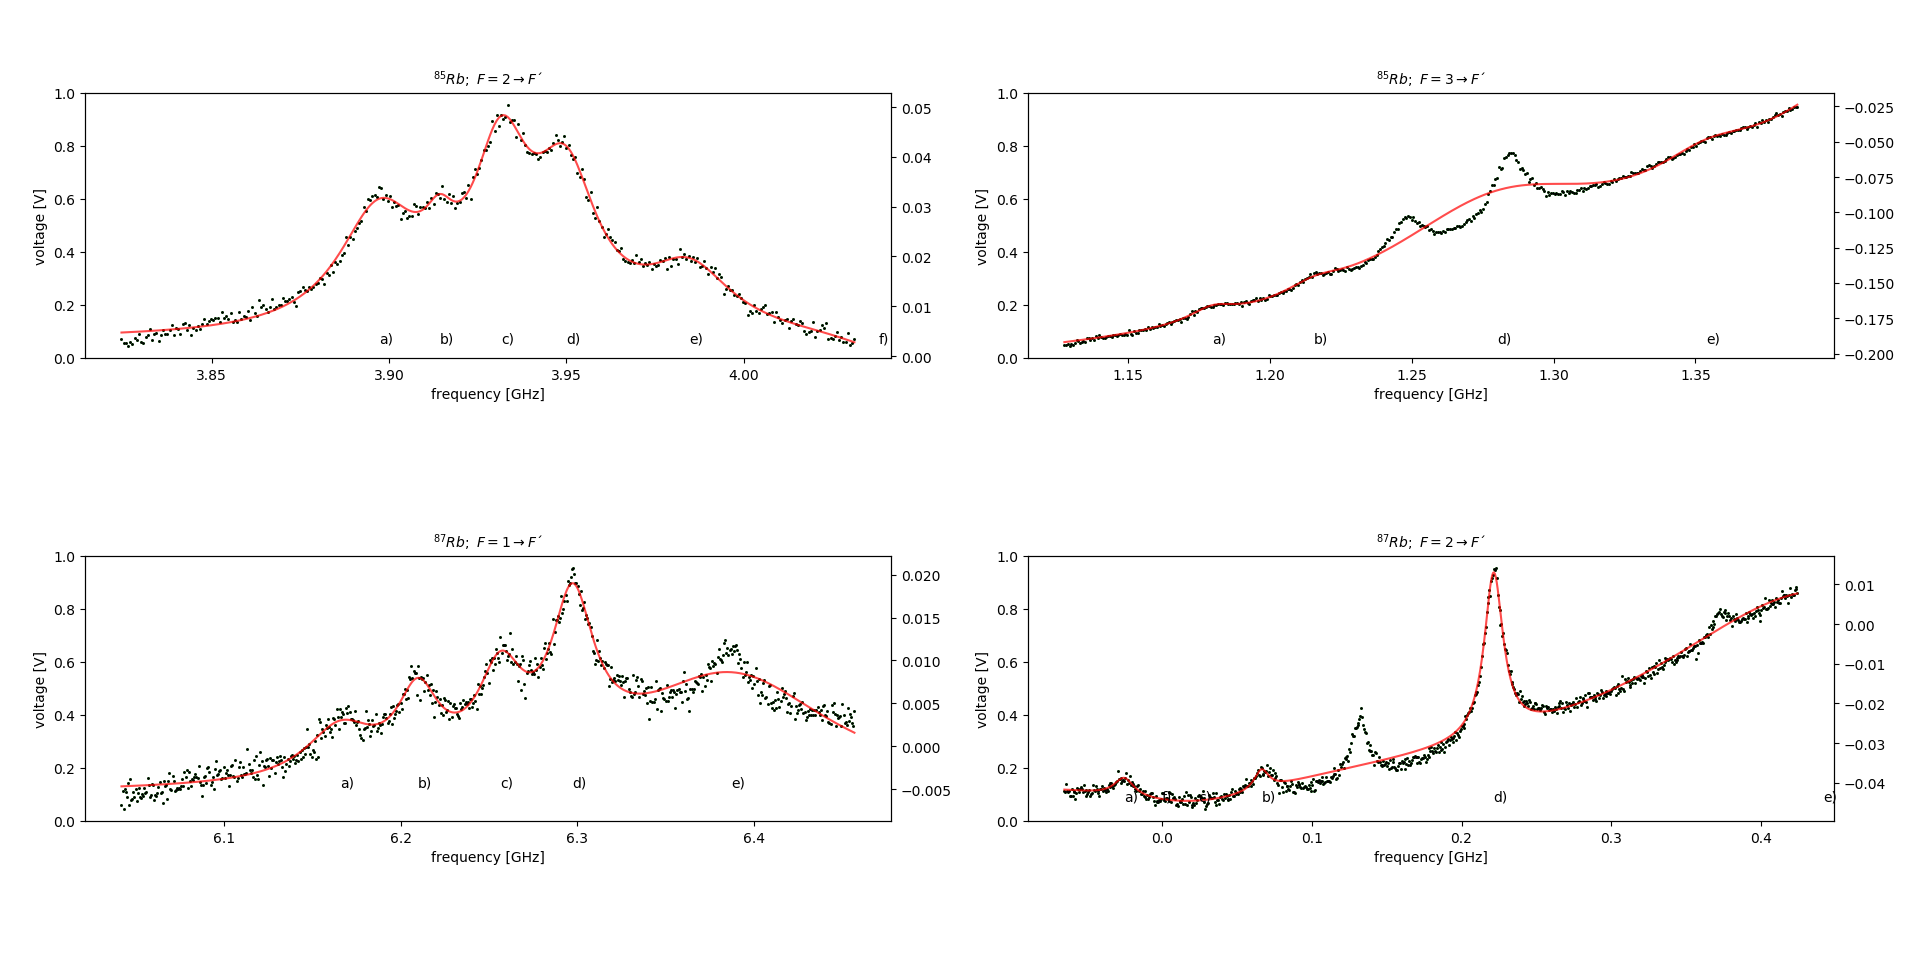 ⁸⁵Rb; F = 2 → F´
1.0
0.8
0.6
0.4
0.2
0.0
voltage [V]
0.05
0.04
0.03
0.02
0.01
0.00
a) b) c) d) e) f)
3.85 3.90 3.95 4.00
frequency [GHz]
⁸⁵Rb; F = 3 → F´
1.0
0.8
0.6
0.4
0.2
0.0
voltage [V]
−0.025
−0.050
−0.075
−0.100
−0.125
−0.150
−0.175
−0.200
a) b) d) e)
1.15 1.20 1.25 1.30 1.35
frequency [GHz]
⁸⁷Rb; F = 1 → F´
1.0
0.8
0.6
0.4
0.2
0.0
voltage [V]
0.020
0.015
0.010
0.005
0.000
−0.005
a) b) c) d) e)
6.1 6.2 6.3 6.4
frequency [GHz]
⁸⁷Rb; F = 2 → F´
1.0
0.8
0.6
0.4
0.2
0.0
voltage [V]
0.01
0.00
−0.01
−0.02
−0.03
−0.04
a) b) d) e)
0.0 0.1 0.2 0.3 0.4
frequency [GHz]